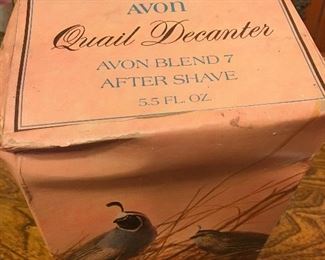 AVON
Quail Decanter
AVON BLEND 7
AFTER SHAVE
5.5 FL. OZ.